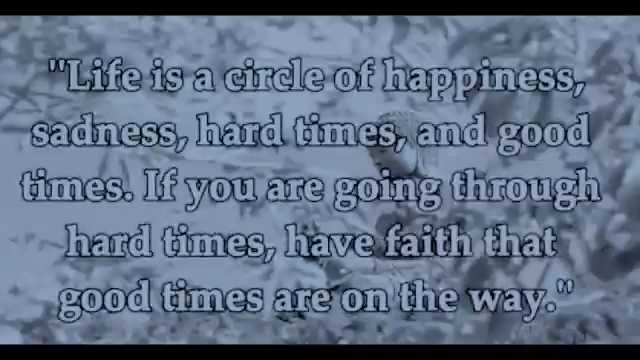 "Life is a circle of happiness,
sadness, hard times, and good
times. If you are going through
hard times, have faith that
good times are on the way."